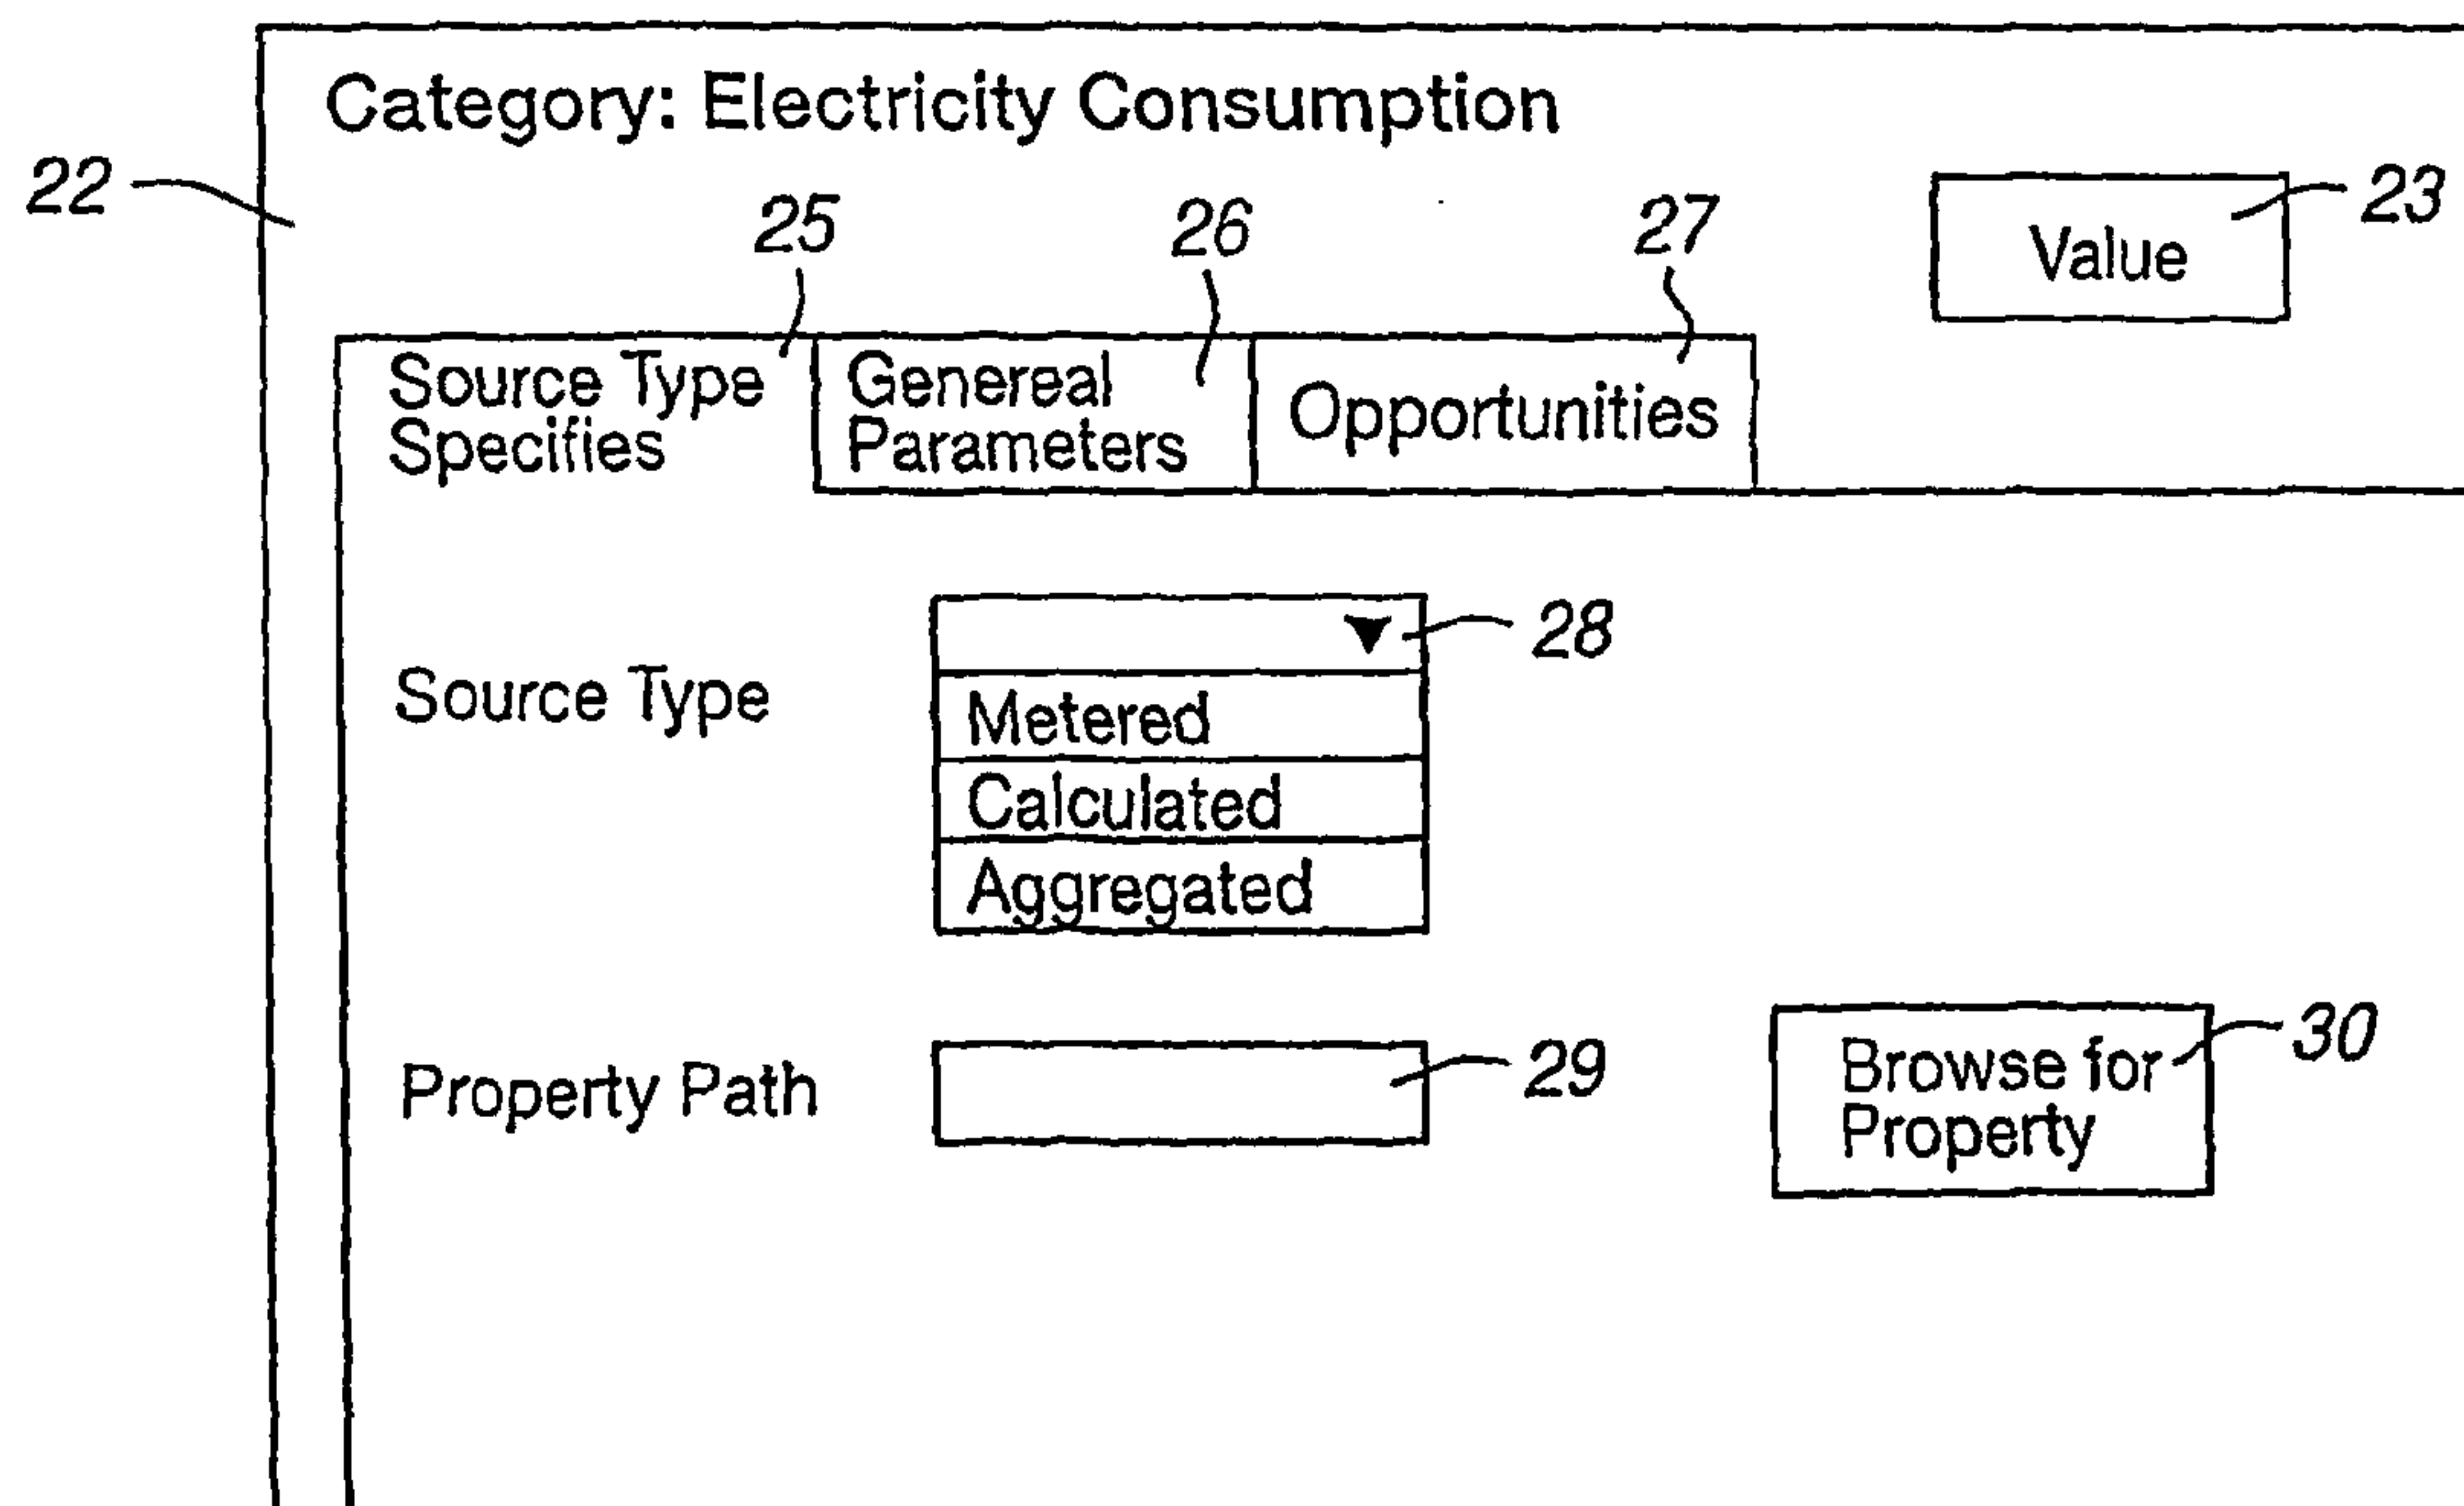 Category: Electricity Consumption
22
25
26
27
23
Value
Source Type
Specifies
Genereal
Parameters
Opportunities
28
Source Type
Metered
Calculated
Aggregated
Property Path
29
Browse for
Property
30